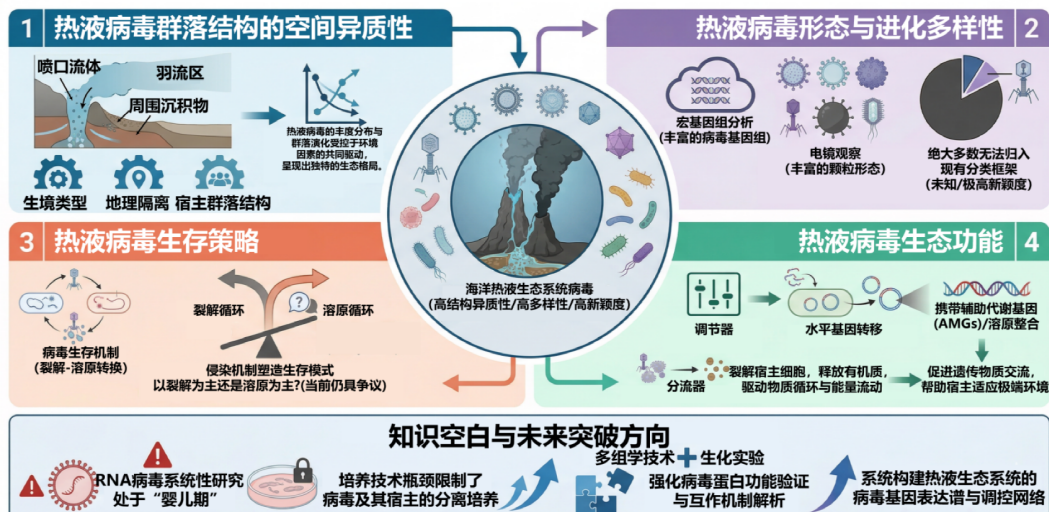 1 热液病毒群落结构的空间异质性
喷口流体
羽流区
周围沉积物
热液病毒的丰度分布与
群落演化受控于环境
因素的共同驱动，
呈现出独特的生态格局。
生境类型
地理隔离
宿主群落结构
热液病毒形态与进化多样性 2
宏基因组分析
(丰富的病毒基因组)
电镜观察
(丰富的颗粒形态)
绝大多数无法归入
现有分类框架
(未知/极高新颖度)
海洋热液生态系统病毒
(高结构异质性/高多样性/高新颖度)
3 热液病毒生存策略
裂解循环
?
溶原循环
病毒生存机制
(裂解-溶原转换)
侵染机制塑造生存模式
以裂解为主还是溶原为主?(当前仍具争议)
热液病毒生态功能 4
调节器
水平基因转移
携带辅助代谢基因
(AMGs)/溶原整合
分流器
裂解宿主细胞，释放有机质，
驱动物质循环与能量流动
促进遗传物质交流，
帮助宿主适应极端环境
知识空白与未来突破方向
RNA病毒系统性研究
处于“婴儿期”
培养技术瓶颈限制了
病毒及其宿主的分离培养
多组学技术+生化实验
强化病毒蛋白功能验证
与互作机制解析
系统构建热液生态系统的
病毒基因表达谱与调控网络